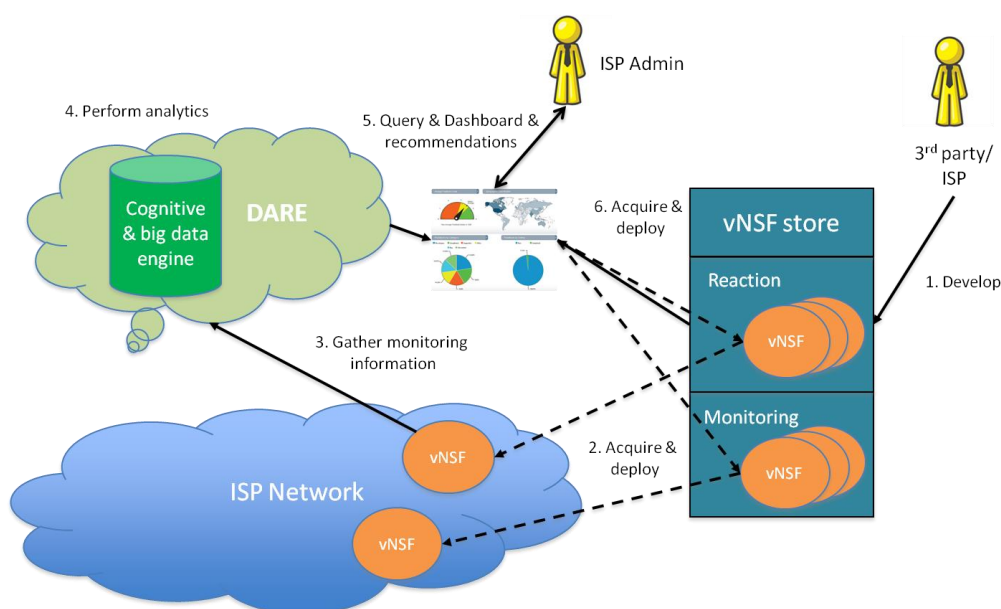 ISP Admin
4. Perform analytics
5. Query & Dashboard &
recommendations
3rd party/
ISP
Cognitive
& big data
engine
DARE
6. Acquire &
deploy
vNSF store
Reaction
1. Develop
vNSF
3. Gather monitoring
information
Monitoring
2. Acquire &
deploy
vNSF
vNSF
ISP Network
vNSF